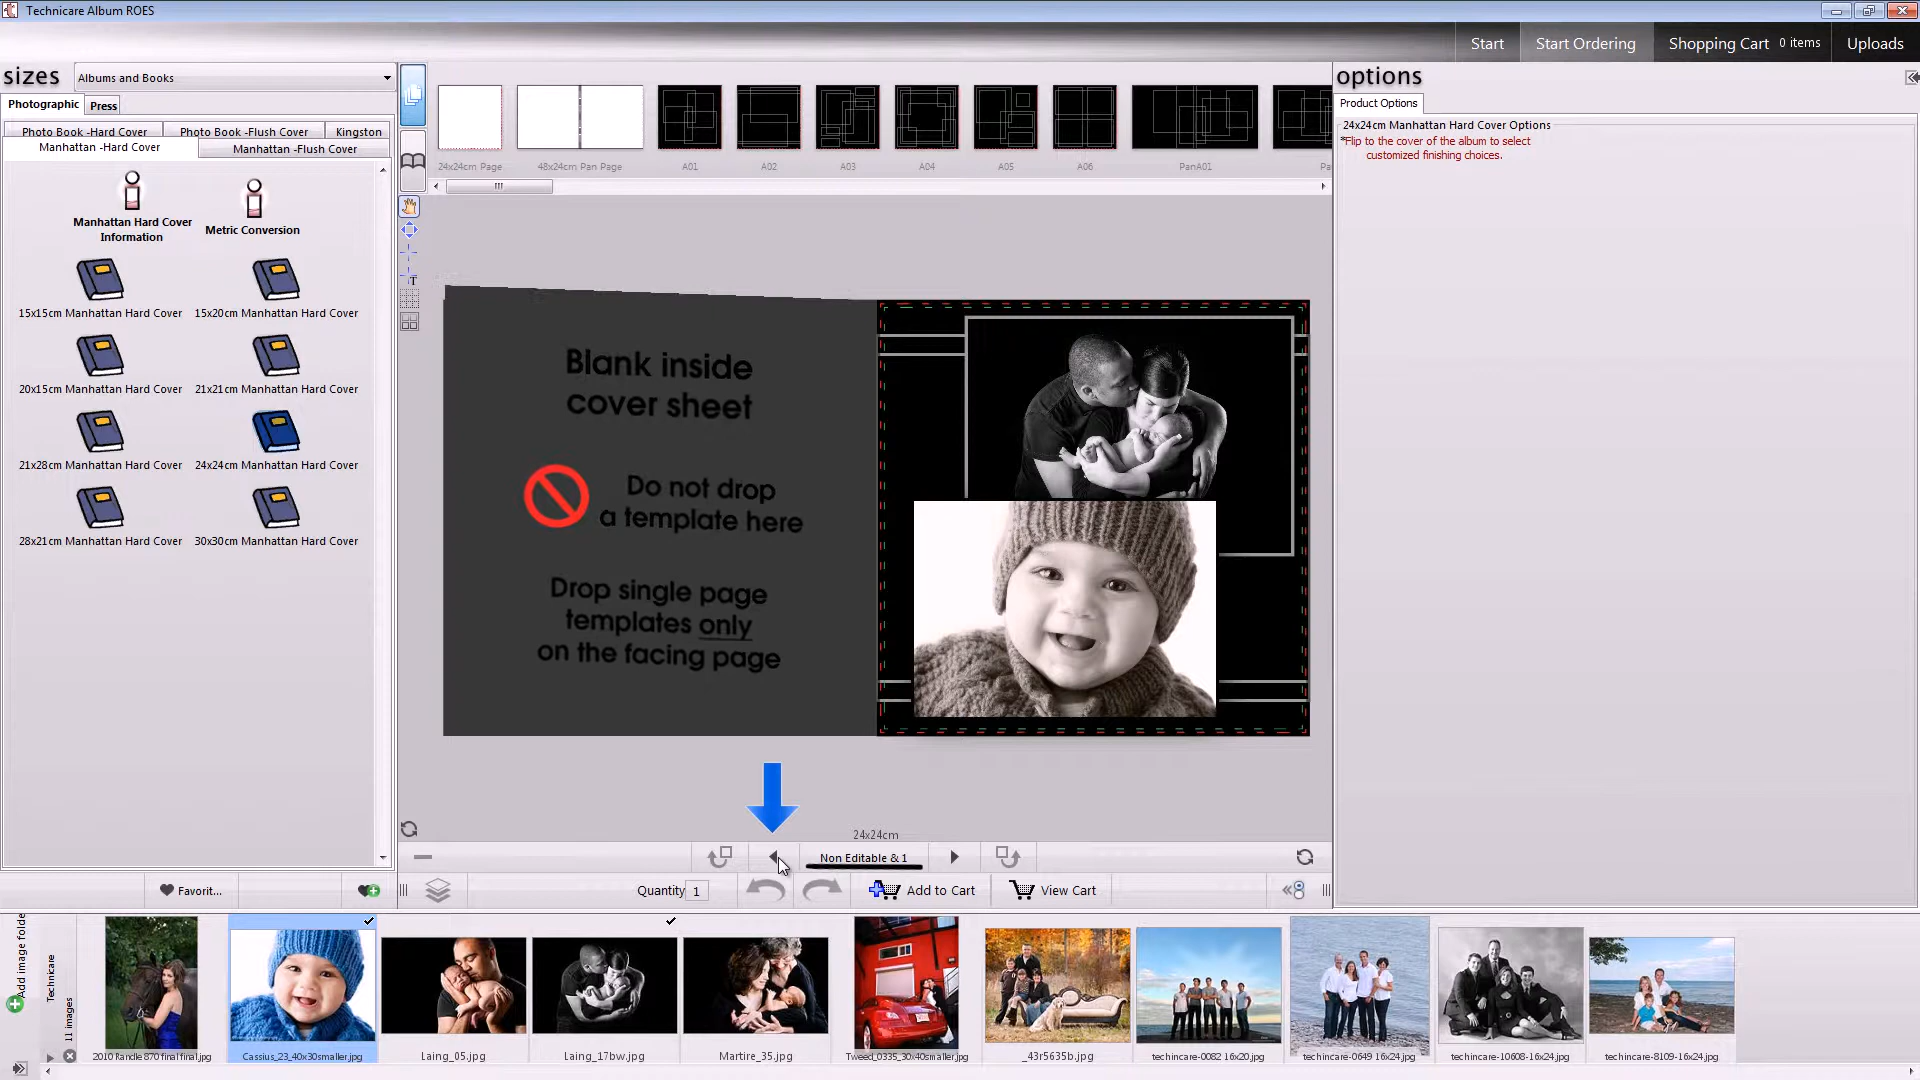 Technicare Album ROES
Start
Start Ordering
Shopping Cart 0 items
Uploads
sizes
Albums and Books
Photographic
Press
Photo Book -Hard Cover
Photo Book -Flush Cover
Kingston
Manhattan -Hard Cover
Manhattan -Flush Cover
Manhattan Hard Cover
Information
Metric Conversion
15x15cm Manhattan Hard Cover
15x20cm Manhattan Hard Cover
20x15cm Manhattan Hard Cover
21x21cm Manhattan Hard Cover
21x28cm Manhattan Hard Cover
24x24cm Manhattan Hard Cover
28x21cm Manhattan Hard Cover
30x30cm Manhattan Hard Cover
Favorit...
24x24cm Page
48x24cm Pan Page
A01
A02
A03
A04
A05
A06
PanA01
Pa
T
Blank inside
cover sheet
Do not drop
a template here
Drop single page
templates only
on the facing page
24x24cm
Non Editable & 1
Quantity 1
Add to Cart
View Cart
options
Product Options
24x24cm Manhattan Hard Cover Options
*Flip to the cover of the album to select
customized finishing choices.
Add image folde
Technicare
11 images
2010 Randle 870 final final.jpg
Cassius_23_40x30smaller.jpg
Laing_05.jpg
Laing_17bw.jpg
Martire_35.jpg
Tweed_0335_30x40smaller.jpg
_43r5635b.jpg
techincare-0082 16x20.jpg
techincare-0649 16x24.jpg
techincare-10608-16x24.jpg
techincare-8109-16x24.jpg